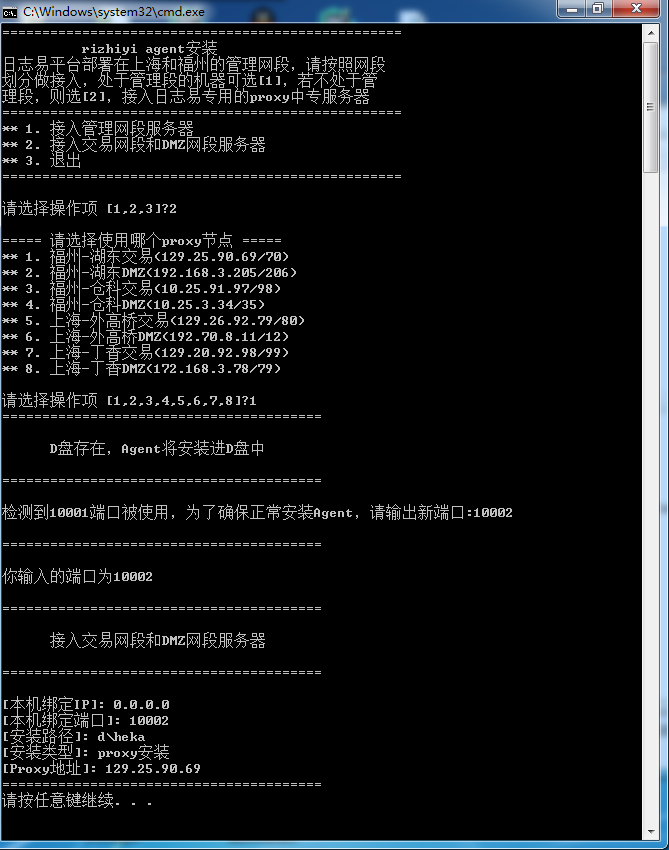 C:\Windows\system32\cmd.exe
==================================================
rizhiyi agent安装
日志易平台部署在上海和福州的管理网段，请按照网段
划分做接入，处于管理段的机器可选[1]，若不处于管
理段，则选[2]，接入日志易专用的proxy中专服务器
==================================================
** 1. 接入管理网段服务器
** 2. 接入交易网段和DMZ网段服务器
** 3. 退出
==================================================
请选择操作项 [1,2,3]?2
===== 请选择使用哪个proxy节点 =====
** 1. 福州-湖东交易(129.25.90.69/70)
** 2. 福州-湖东DMZ(192.168.3.205/206)
** 3. 福州-仓科交易(10.25.91.97/98)
** 4. 福州-仓科DMZ(10.25.3.34/35)
** 5. 上海-外高桥交易(129.26.92.79/80)
** 6. 上海-外高桥DMZ(192.70.8.11/12)
** 7. 上海-丁香交易(129.20.92.98/99)
** 8. 上海-丁香DMZ(172.168.3.78/79)
请选择操作项 [1,2,3,4,5,6,7,8]?1
========================================
D盘存在，Agent将安装进D盘中
========================================
检测到10001端口被使用，为了确保正常安装Agent，请输出新端口:10002
========================================
你输入的端口为10002
========================================
接入交易网段和DMZ网段服务器
========================================
[本机绑定IP]: 0.0.0.0
[本机绑定端口]: 10002
[安装路径]: d\heka
[安装类型]: proxy安装
[Proxy地址]: 129.25.90.69
========================================
请按任意键继续. . .